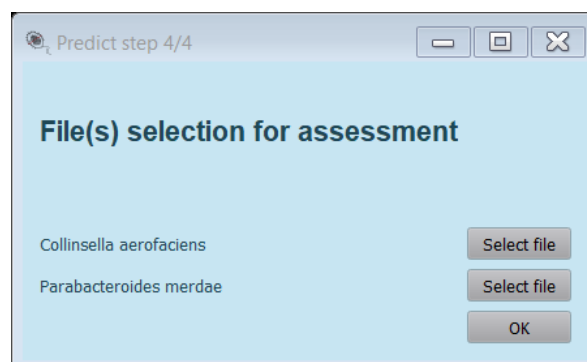 Predict step 4/4
File(s) selection for assessment
Collinsella aerofaciens Select file
Parabacteroides merdae Select file
OK